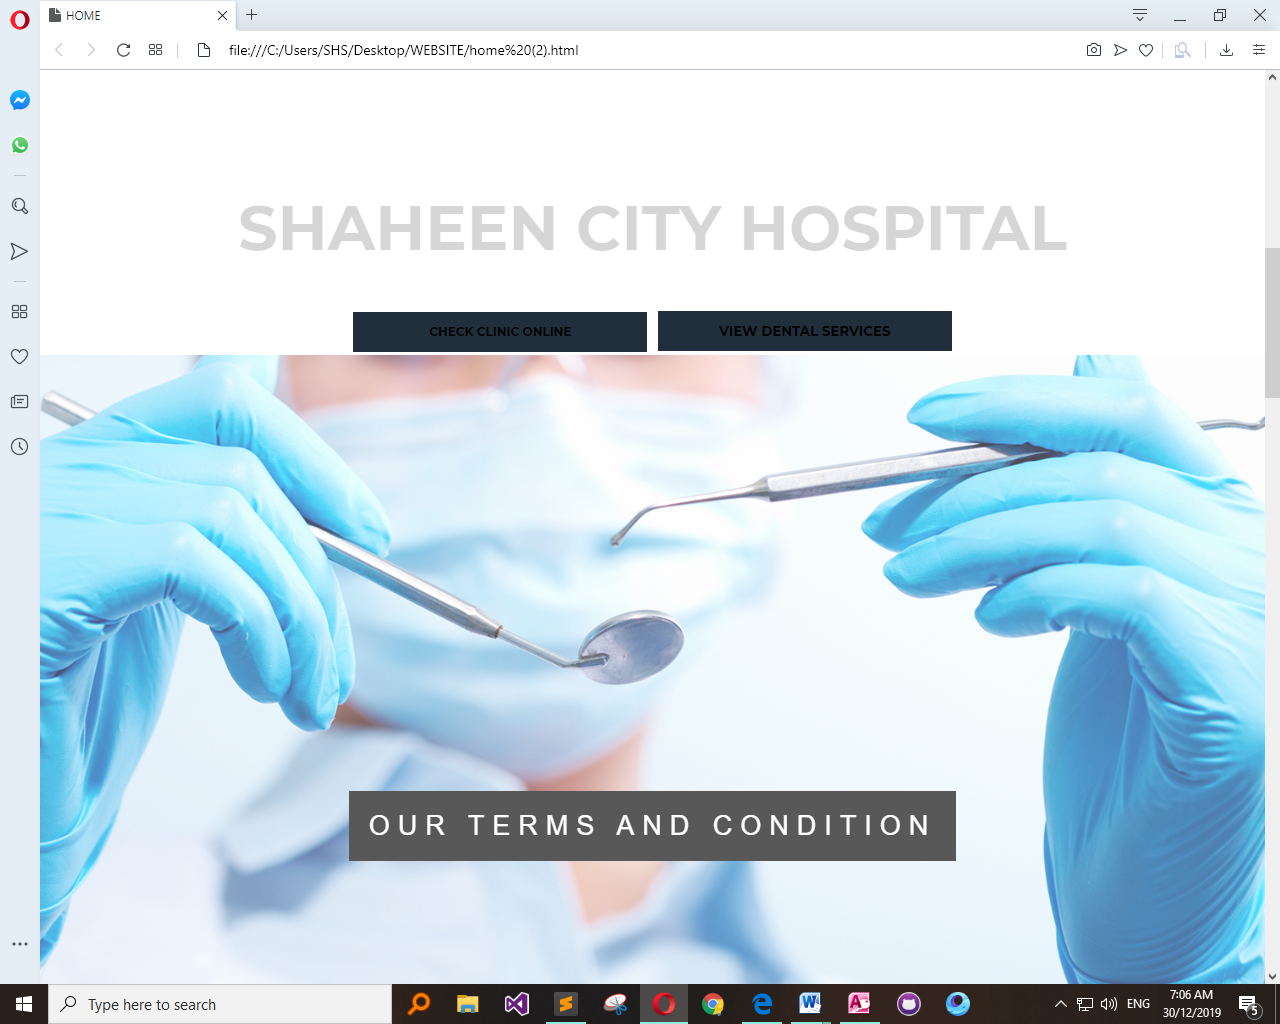 HOME
file:///C:/Users/SHS/Desktop/WEBSITE/home%20(2).html
SHAHEEN CITY HOSPITAL
CHECK CLINIC ONLINE
VIEW DENTAL SERVICES
OUR TERMS AND CONDITION
Type here to search
ENG
7:06 AM
30/12/2019
5